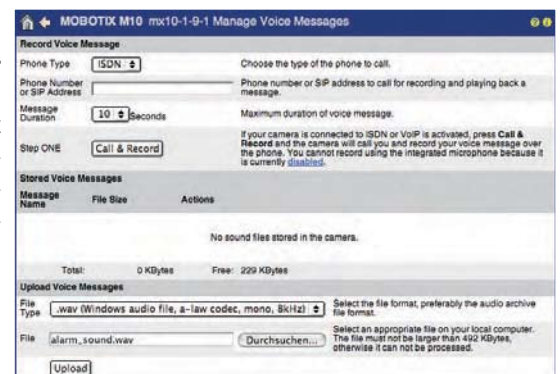 MOBOTIX M10 mx10-1-9-1 Manage Voice Messages
Record Voice Message
Phone Type
ISDN
Choose the type of the phone to call.
Phone Number
or SIP Address
Phone number or SIP address to call for recording and playing back a
message.
Message
Duration
10 Seconds
Maximum duration of voice message.
Step ONE
Call & Record
If your camera is connected to ISDN or VoIP is activated, press Call &
Record and the camera will call you and record your voice message over
the phone. You cannot record using the integrated microphone because it
is currently disabled.
Stored Voice Messages
Message
Name
File Size
Actions
No sound files stored in the camera.
Total: 0 KBytes Free: 229 KBytes
Upload Voice Messages
File
Type
.wav (Windows audio file, a-law codec, mono, 8kHz)
Select the file format, preferably the audio archive
file format.
File
alarm_sound.wav
Durchsuchen...
Select an appropriate file on your local computer.
The file must not be larger than 492 KBytes,
otherwise it can not be processed.
Upload